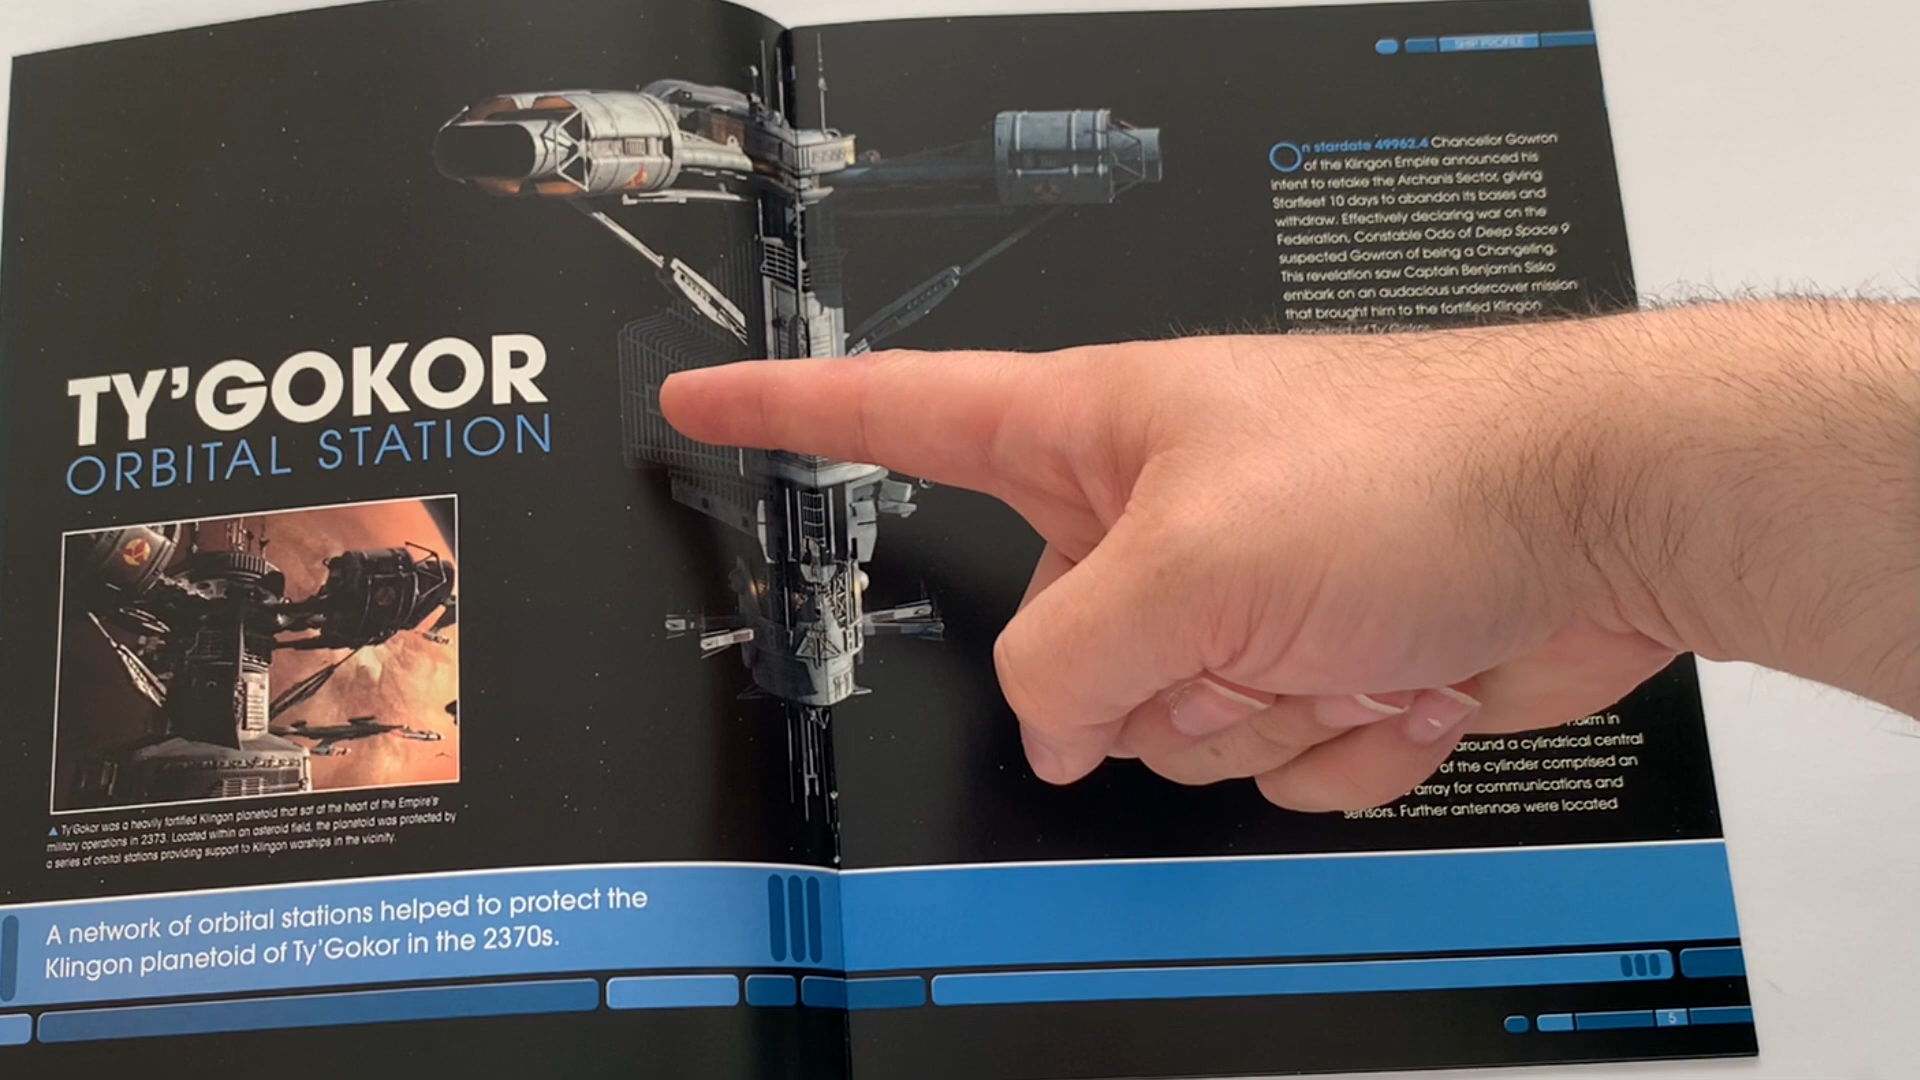 TY'GOKOR
ORBITAL STATION
▲ Ty'Gokor was a heavily fortified Klingon planetoid that sat at the heart of the Empire's
military operations in 2373. Located within an asteroid field, the planetoid was protected by
a series of orbital stations providing support to Klingon warships in the vicinity.
A network of orbital stations helped to protect the
Klingon planetoid of Ty'Gokor in the 2370s.
SHIP PROFILE
On stardate 49962.4 Chancellor Gowron
of the Klingon Empire announced his
intent to retake the Archanis Sector, giving
Starfleet 10 days to abandon its bases and
withdraw. Effectively declaring war on the
Federation, Constable Odo of Deep Space 9
suspected Gowron of being a Changeling.
This revelation saw Captain Benjamin Sisko
embark on an audacious undercover mission
that brought him to the fortified Klingon
planetoid of Ty'Gokor.
in
around a cylindrical central
of the cylinder comprised an
array for communications and
sensors. Further antennae were located
5